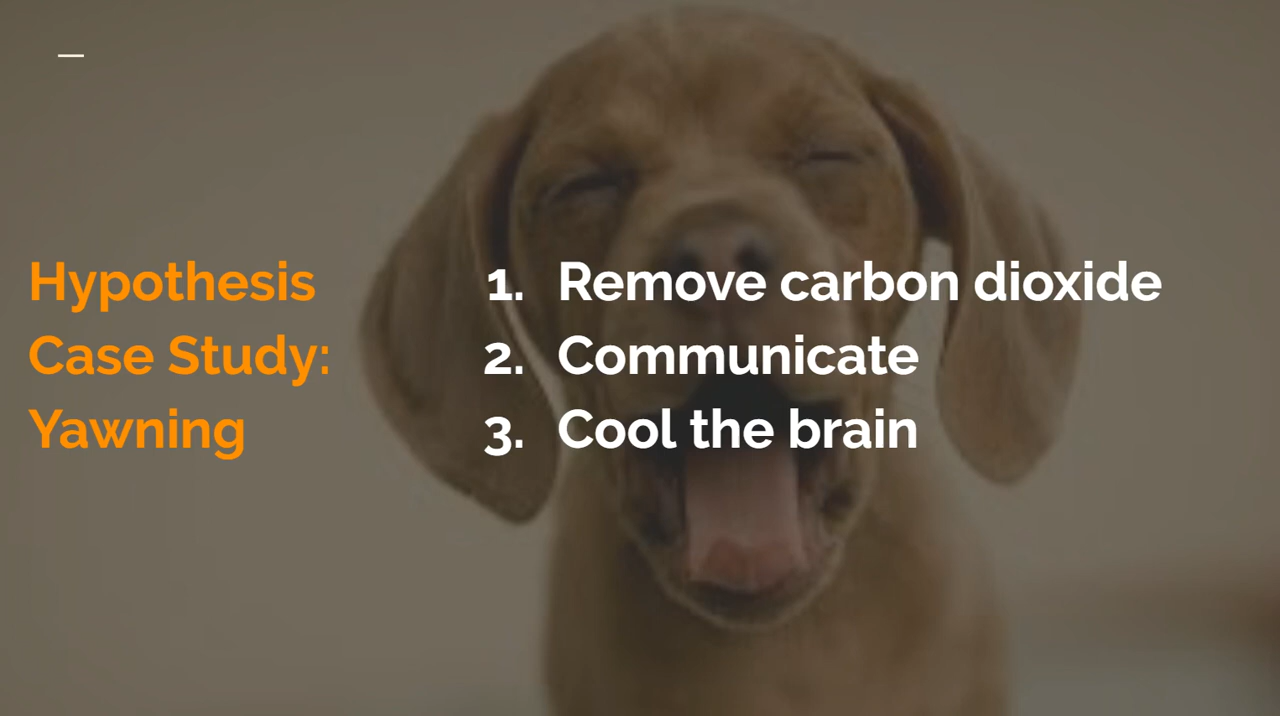 Hypothesis
Case Study:
Yawning
1. Remove carbon dioxide
2. Communicate
3. Cool the brain